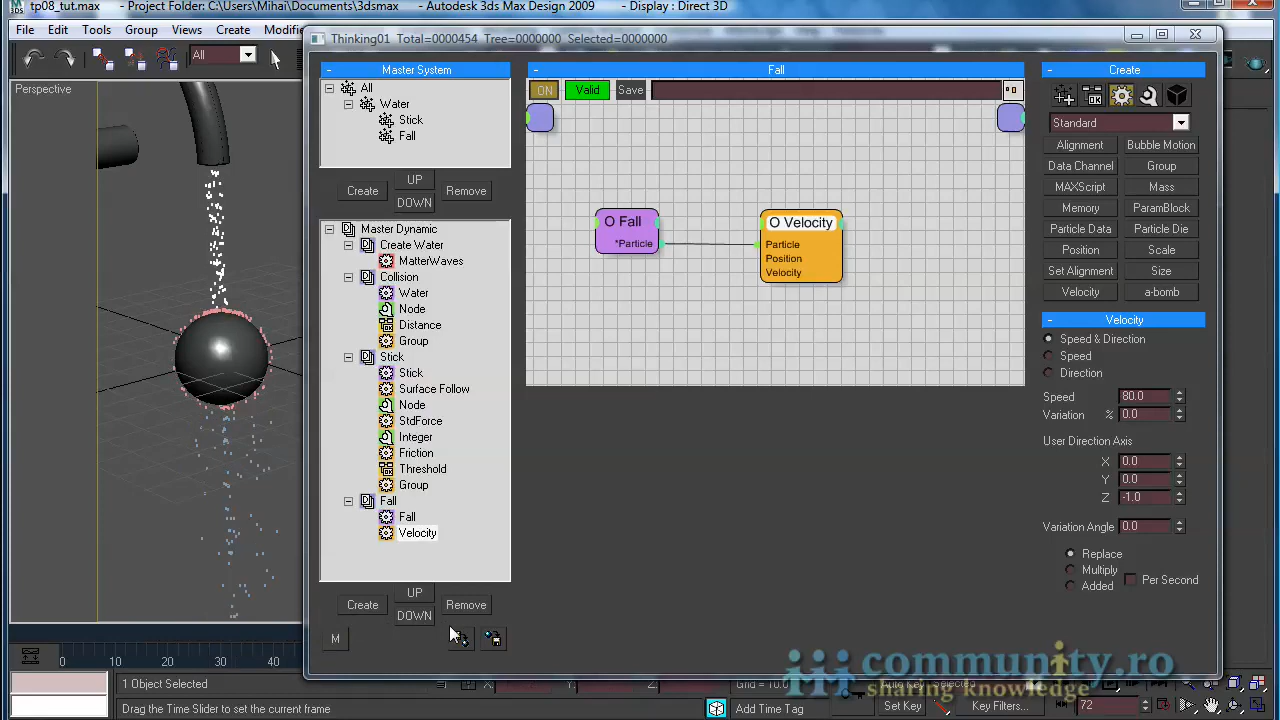 tp08_tut.max - Project Folder: C:\Users\Mihai\Documents\3dsmax - Autodesk 3ds Max Design 2009 - Display : Direct 3D
File Edit Tools Group Views Create Modifi
All
Perspective
Thinking01 Total=0000454 Tree=0000000 Selected=0000000
Master System
All
Water
Stick
Fall
Create UP Remove
DOWN
Master Dynamic
Create Water
MatterWaves
Collision
Water
Node
Distance
Group
Stick
Stick
Surface Follow
Node
StdForce
Integer
Friction
Threshold
Group
Fall
Fall
Velocity
Create UP Remove
DOWN
M
Fall
ON Valid Save
O Fall
*Particle
O Velocity
Particle
Position
Velocity
Create
Standard
Alignment Bubble Motion
Data Channel Group
MAXScript Mass
Memory ParamBlock
Particle Data Particle Die
Position Scale
Set Alignment Size
Velocity a-bomb
Velocity
Speed & Direction
Speed
Direction
Speed 80.0
Variation % 0.0
User Direction Axis
X 0.0
Y 0.0
Z -1.0
Variation Angle 0.0
Replace
Multiply
Added Per Second
community.ro
sharing knowledge
0 10 20 30 40
1 Object Selected X: Y: Z: Grid = 10.0 Auto Key Selected
Drag the Time Slider to set the current frame Add Time Tag Set Key Key Filters... 72